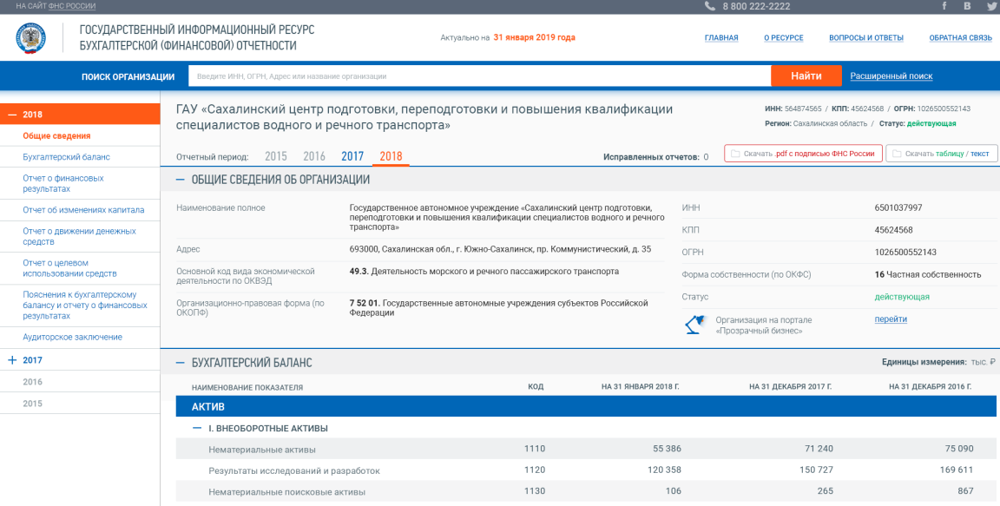 НА САЙТ ФНС РОССИИ
8 800 222-2222
ГОСУДАРСТВЕННЫЙ ИНФОРМАЦИОННЫЙ РЕСУРС
БУХГАЛТЕРСКОЙ (ФИНАНСОВОЙ) ОТЧЕТНОСТИ
Актуально на 31 января 2019 года
ГЛАВНАЯ О РЕСУРСЕ ВОПРОСЫ И ОТВЕТЫ ОБРАТНАЯ СВЯЗЬ
ПОИСК ОРГАНИЗАЦИИ Введите ИНН, ОГРН, Адрес или название организации Найти Расширенный поиск
2018
Общие сведения
Бухгалтерский баланс
Отчет о финансовых
результатах
Отчет об изменениях капитала
Отчет о движении денежных
средств
Отчет о целевом
использовании средств
Пояснения к бухгалтерскому
балансу и отчету о финансовых
результатах
Аудиторское заключение
2017
2016
2015
ГАУ «Сахалинский центр подготовки, переподготовки и повышения квалификации
специалистов водного и речного транспорта»
ИНН: 564874565 / КПП: 45624568 / ОГРН: 1026500552143
Регион: Сахалинская область / Статус: действующая
Отчетный период: 2015 2016 2017 2018
Исправленных отчетов: 0
Скачать .pdf с подписью ФНС России
Скачать таблицу / текст
ОБЩИЕ СВЕДЕНИЯ ОБ ОРГАНИЗАЦИИ
Наименование полное
Государственное автономное учреждение «Сахалинский центр подготовки,
переподготовки и повышения квалификации специалистов водного и речного
транспорта»
Адрес
693000, Сахалинская обл., г. Южно-Сахалинск, пр. Коммунистический, д. 35
Основной код вида экономической
деятельности по ОКВЭД
49.3. Деятельность морского и речного пассажирского транспорта
Организационно-правовая форма (по
ОКОПФ)
7 52 01. Государственные автономные учреждения субъектов Российской
Федерации
ИНН 6501037997
КПП 45624568
ОГРН 1026500552143
Форма собственности (по ОКФС) 16 Частная собственность
Статус действующая
Организация на портале
«Прозрачный бизнес»
перейти
БУХГАЛТЕРСКИЙ БАЛАНС
Единицы измерения: тыс. ₽
НАИМЕНОВАНИЕ ПОКАЗАТЕЛЯ КОД НА 31 ЯНВАРЯ 2018 Г. НА 31 ДЕКАБРЯ 2017 Г. НА 31 ДЕКАБРЯ 2016 Г.
АКТИВ
I. ВНЕОБОРОТНЫЕ АКТИВЫ
Нематериальные активы 1110 55 386 71 240 75 090
Результаты исследований и разработок 1120 120 358 150 727 169 611
Нематериальные поисковые активы 1130 106 265 867